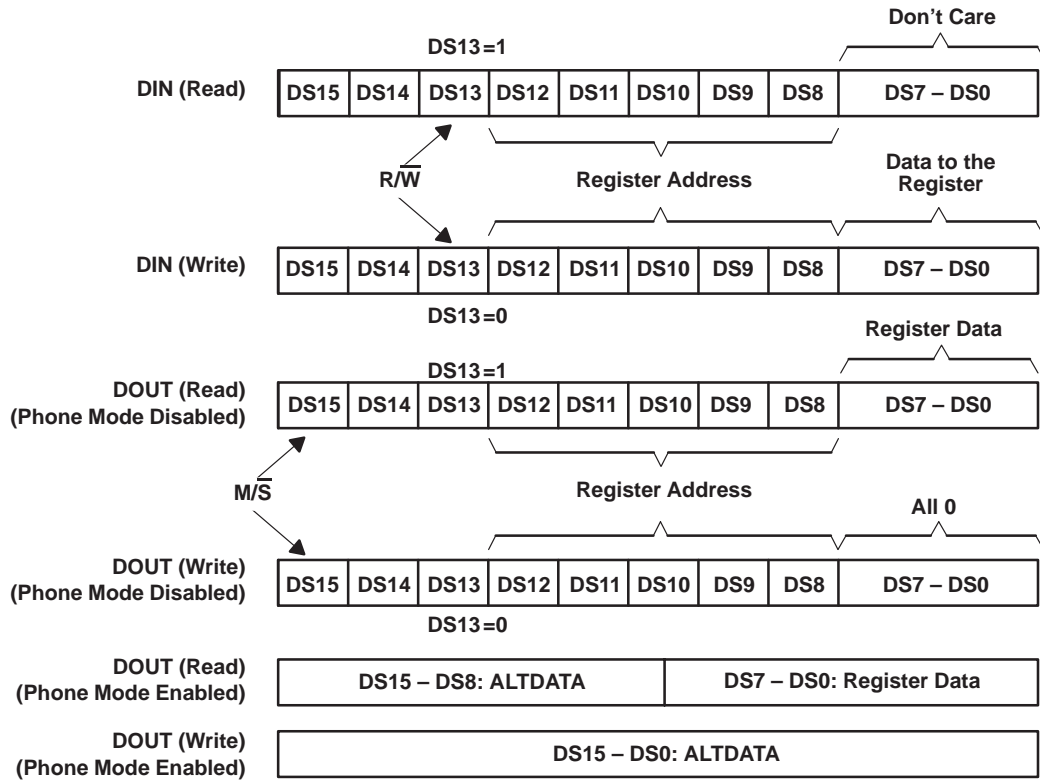 Don't Care
DS13=1
DIN (Read) DS15 DS14 DS13 DS12 DS11 DS10 DS9 DS8 DS7 – DS0
R/W̅ Register Address Data to the
Register
DIN (Write) DS15 DS14 DS13 DS12 DS11 DS10 DS9 DS8 DS7 – DS0
DS13=0
Register Data
DS13=1
DOUT (Read)
(Phone Mode Disabled) DS15 DS14 DS13 DS12 DS11 DS10 DS9 DS8 DS7 – DS0
M/S̅ Register Address
All 0
DOUT (Write)
(Phone Mode Disabled) DS15 DS14 DS13 DS12 DS11 DS10 DS9 DS8 DS7 – DS0
DS13=0
DOUT (Read)
(Phone Mode Enabled) DS15 – DS8: ALTDATA DS7 – DS0: Register Data
DOUT (Write)
(Phone Mode Enabled) DS15 – DS0: ALTDATA